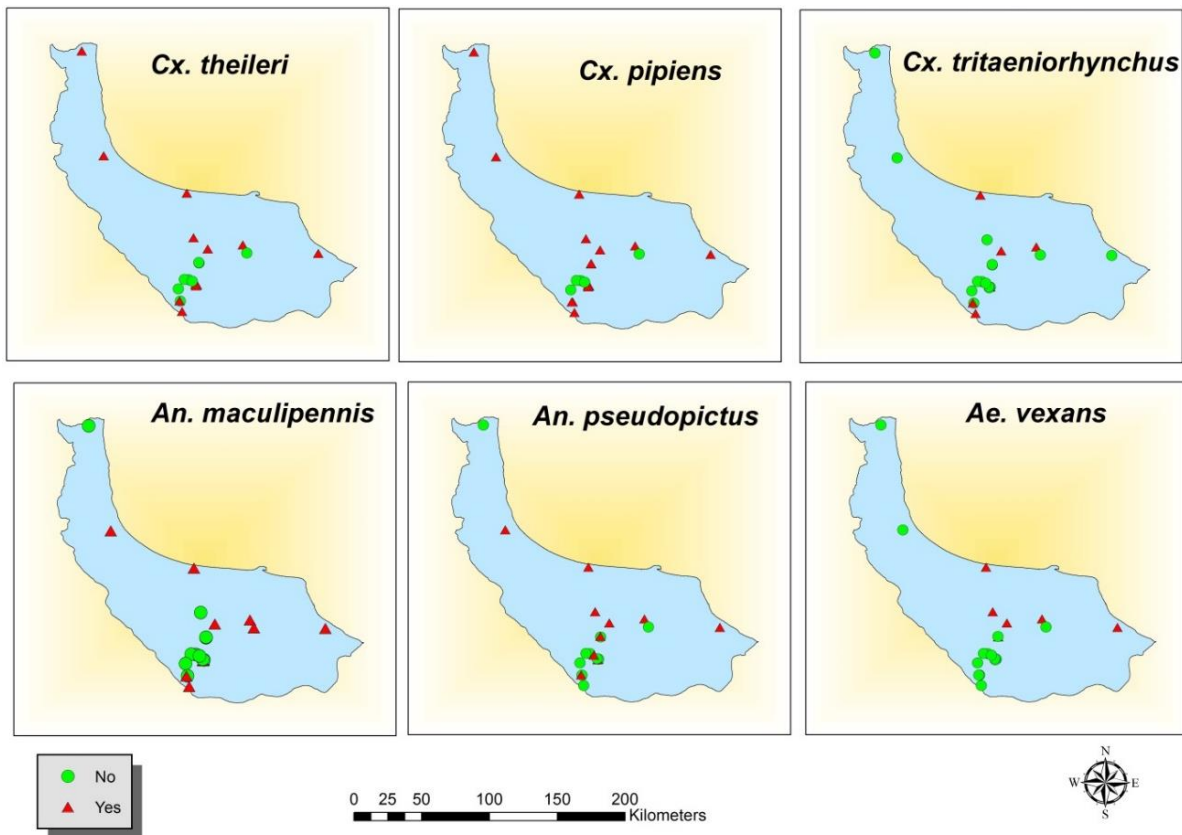 Cx. theileri
Cx. pipiens
Cx. tritaeniorhynchus
An. maculipennis
An. pseudopictus
Ae. vexans
No
Yes
0 25 50 100 150 200
Kilometers
N
W E
S